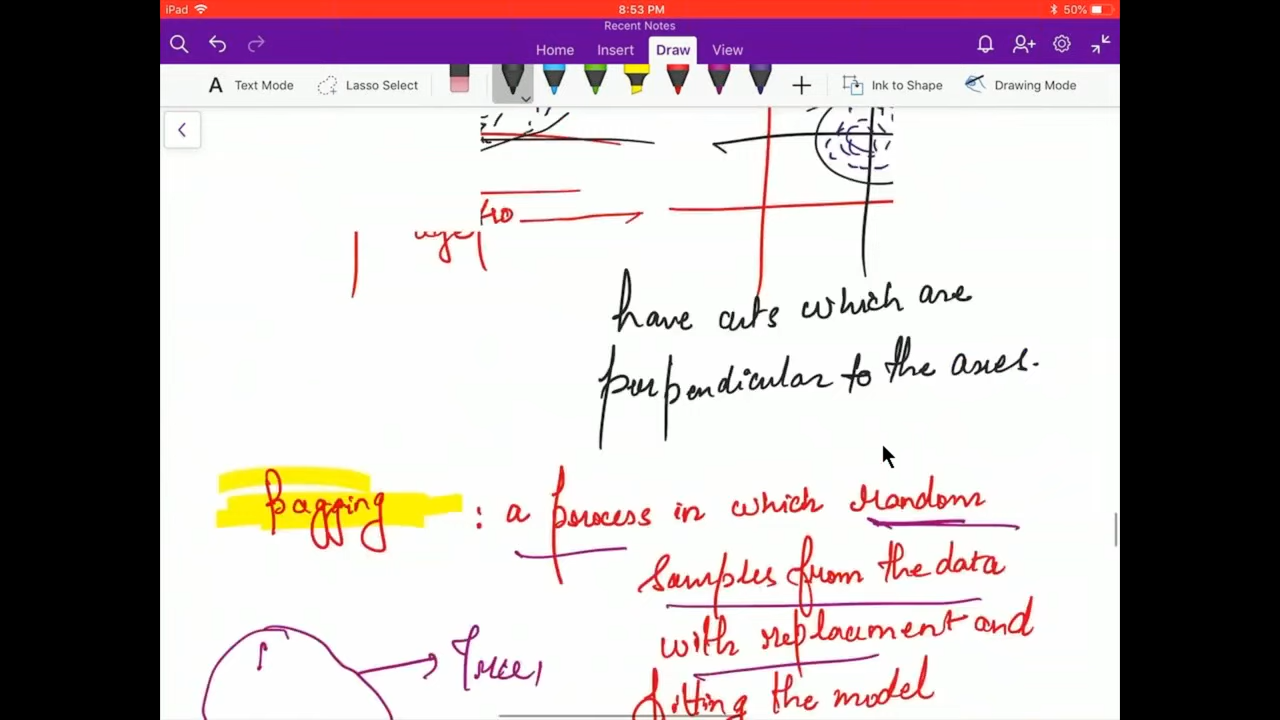 iPad
8:53 PM
50%
Recent Notes
Home Insert Draw View
A Text Mode Lasso Select Ink to Shape Drawing Mode
40
age
have cuts which are
perpendicular to the axes.
Bagging : a process in which random
samples from the data
with replacement and
Tree1
fitting the model